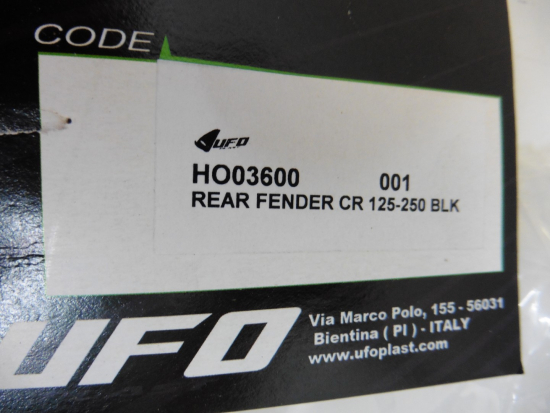 CODE
UFO
HO03600 001
REAR FENDER CR 125-250 BLK
UFO
Via Marco Polo, 155 - 56031
Bientina ( PI ) - ITALY
www.ufoplast.com